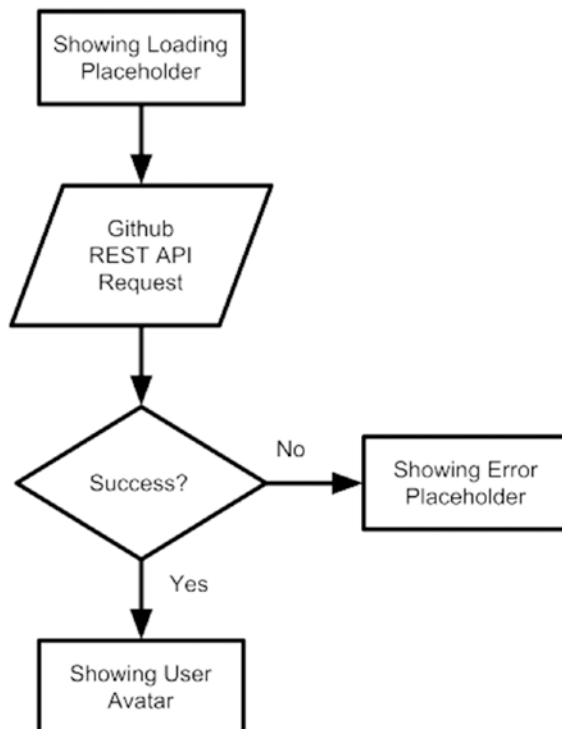 Showing Loading
Placeholder
Github
REST API
Request
Success?
No
Showing Error
Placeholder
Yes
Showing User
Avatar